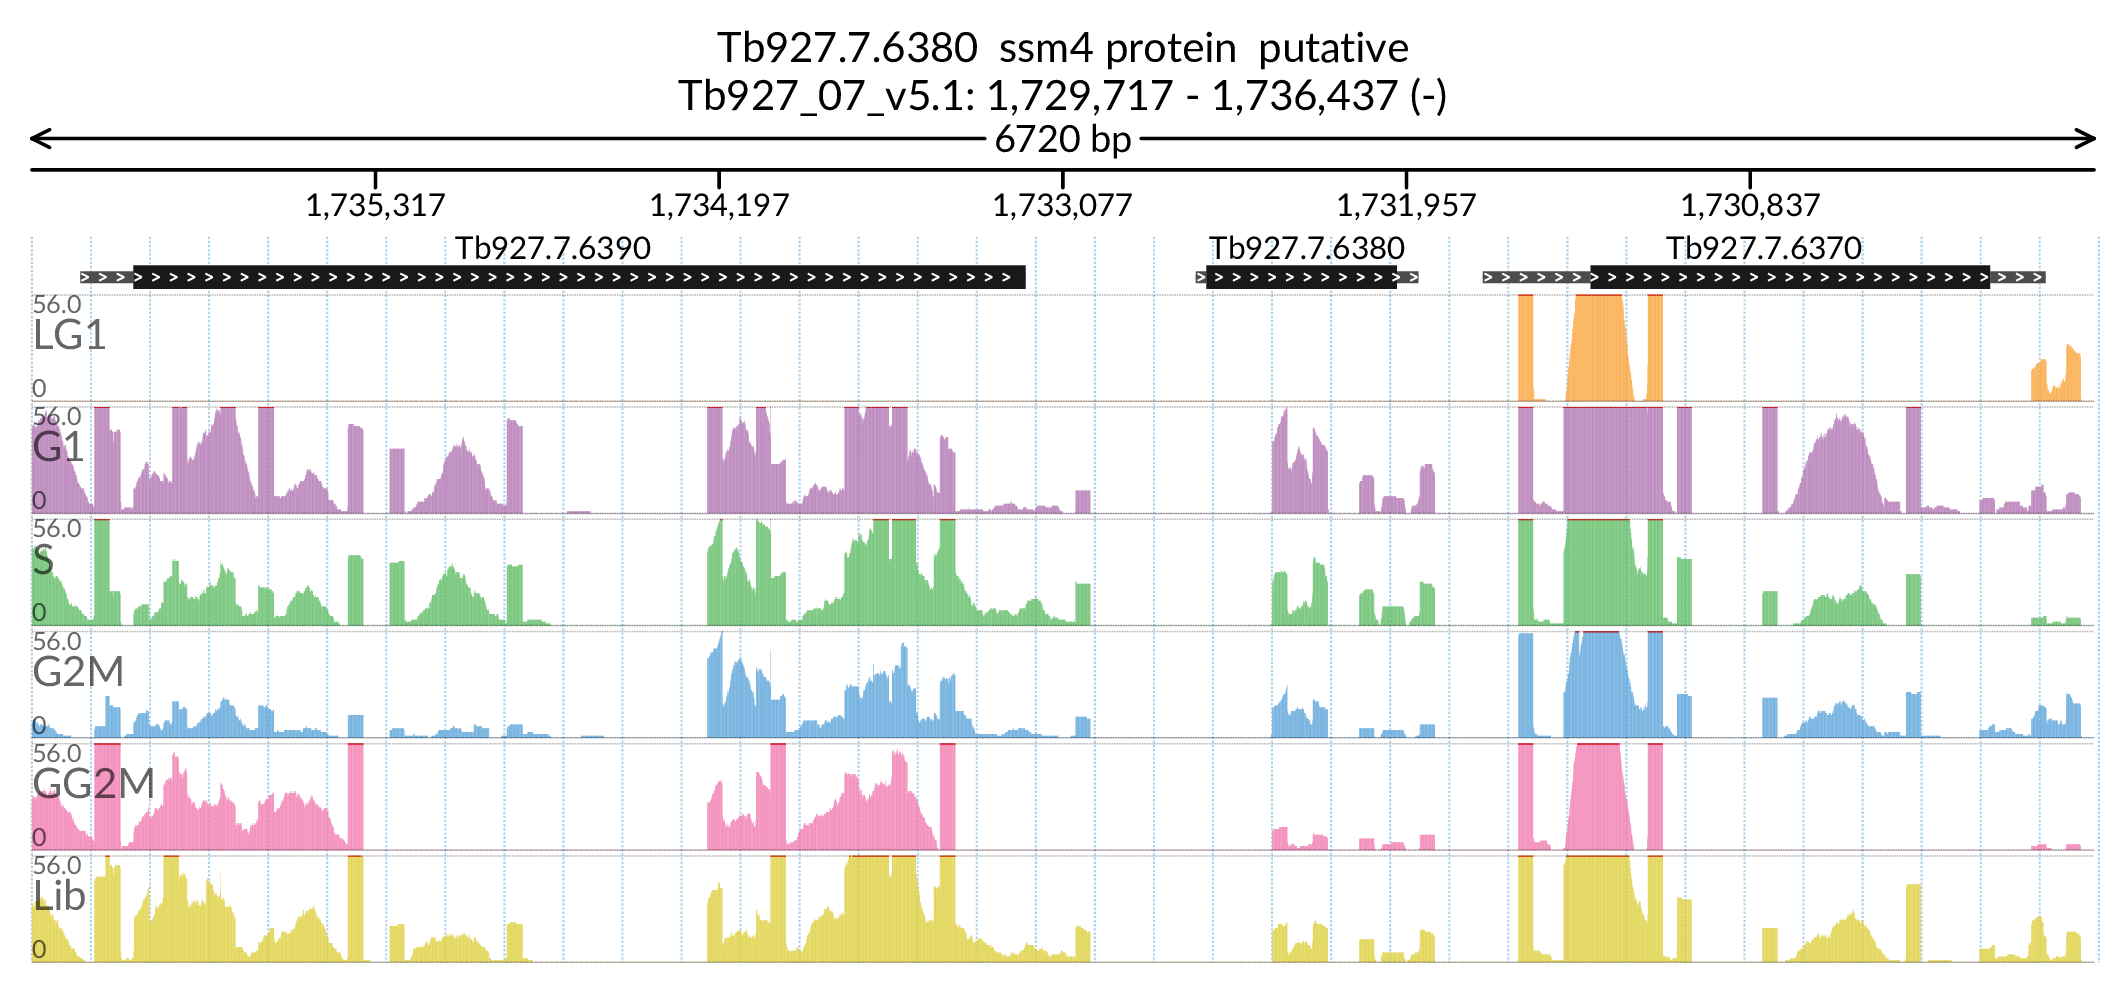 Tb927.7.6380  ssm4 protein  putative
Tb927_07_v5.1: 1,729,717 - 1,736,437 (-)
6720 bp
1,735,317 1,734,197 1,733,077 1,731,957 1,730,837
Tb927.7.6390 Tb927.7.6380 Tb927.7.6370
56.0
LG1
0
56.0
G1
0
56.0
S
0
56.0
G2M
0
56.0
GG2M
0
56.0
Lib
0